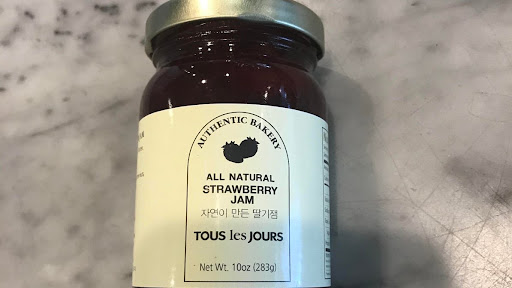 AUTHENTIC BAKERY
ALL NATURAL
STRAWBERRY
JAM
자연이 만든 딸기잼
TOUS les JOURS
Net Wt. 10oz (283g)